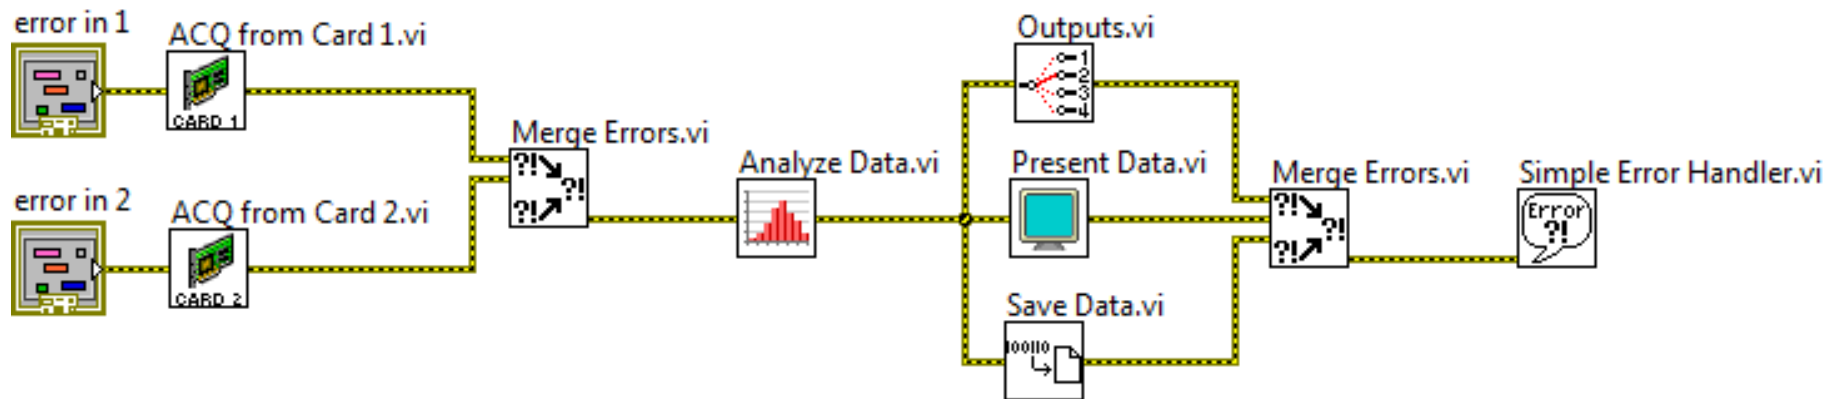 error in 1
ACQ from Card 1.vi
CARD 1
error in 2
ACQ from Card 2.vi
CARD 2
Merge Errors.vi
?!
?!
?!
Analyze Data.vi
Outputs.vi
1
2
3
4
Present Data.vi
Save Data.vi
100110
Merge Errors.vi
?!
?!
?!
Simple Error Handler.vi
Error
?!